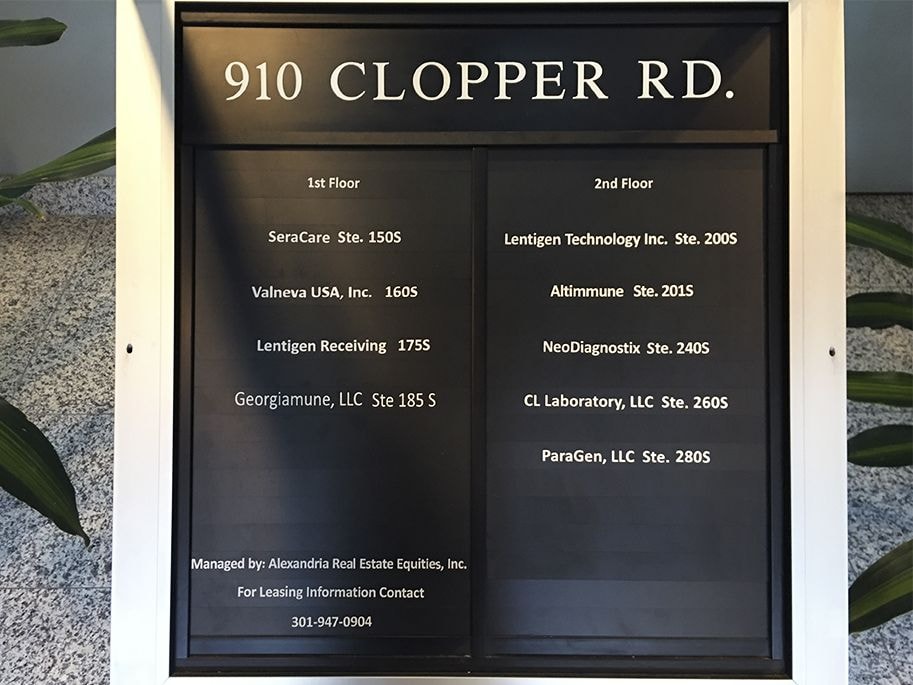 910 CLOPPER RD.
1st Floor
SeraCare Ste. 150S
Valneva USA, Inc. 160S
Lentigen Receiving 175S
Georgiamune, LLC Ste 185 S
Managed by: Alexandria Real Estate Equities, Inc.
For Leasing Information Contact
301-947-0904
2nd Floor
Lentigen Technology Inc. Ste. 200S
Altimmune Ste. 201S
NeoDiagnostix Ste. 240S
CL Laboratory, LLC Ste. 260S
ParaGen, LLC Ste. 280S